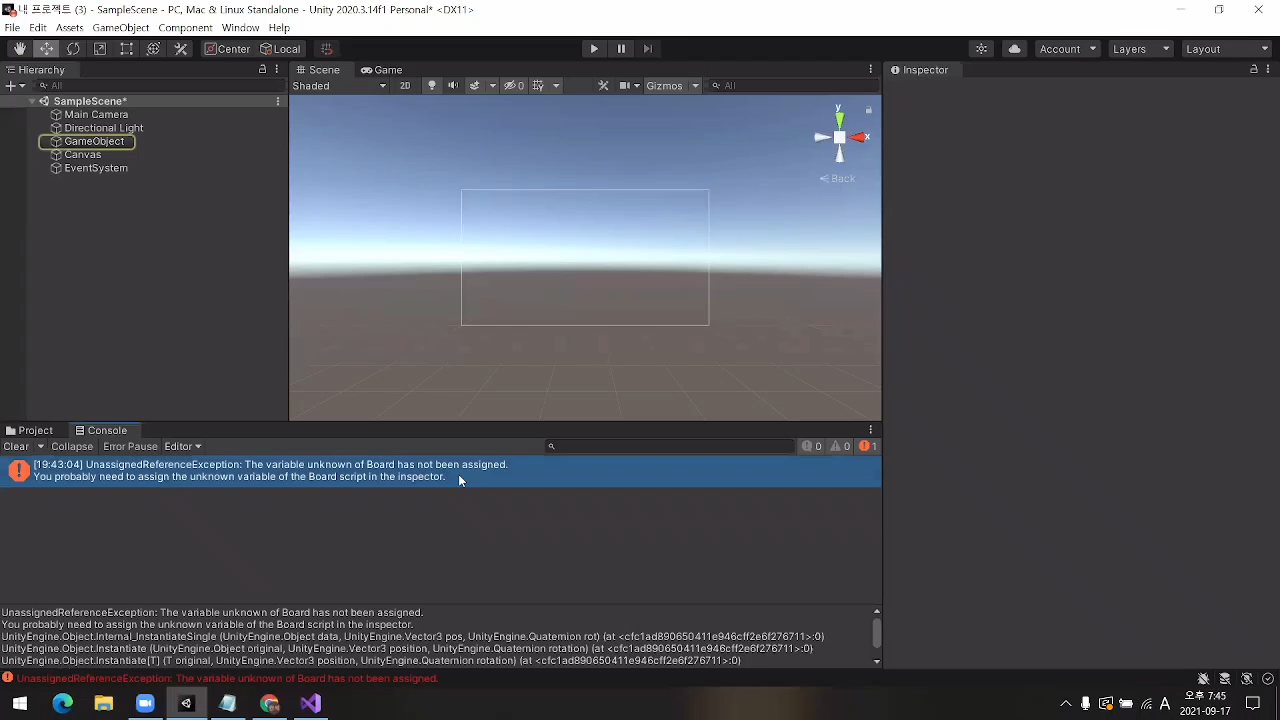 내 프로젝트 (3) - SampleScene - PC, Mac & Linux Standalone - Unity 2020.3.14f1 Personal* <DX11>
File Edit Assets GameObject Component Window Help
Center Local Account Layers Layout
Hierarchy
All
SampleScene*
Main Camera
Directional Light
GameObject
Canvas
EventSystem
Scene Game
Shaded 2D 0 Gizmos All
y
x
Back
Inspector
Project Console
Clear Collapse Error Pause Editor 0 0 1
[19:43:04] UnassignedReferenceException: The variable unknown of Board has not been assigned.
You probably need to assign the unknown variable of the Board script in the inspector.
UnassignedReferenceException: The variable unknown of Board has not been assigned.
You probably need to assign the unknown variable of the Board script in the inspector.
UnityEngine.Object.Internal_InstantiateSingle (UnityEngine.Object data, UnityEngine.Vector3 pos, UnityEngine.Quaternion rot) (at <cfc1ad890650411e946cff2e6f276711>:0)
UnityEngine.Object.Instantiate (UnityEngine.Object original, UnityEngine.Vector3 position, UnityEngine.Quaternion rotation) (at <cfc1ad890650411e946cff2e6f276711>:0)
UnityEngine.Object.Instantiate[T] (T original, UnityEngine.Vector3 position, UnityEngine.Quaternion rotation) (at <cfc1ad890650411e946cff2e6f276711>:0)
UnassignedReferenceException: The variable unknown of Board has not been assigned.
A 오후 7:45
2021-09-17